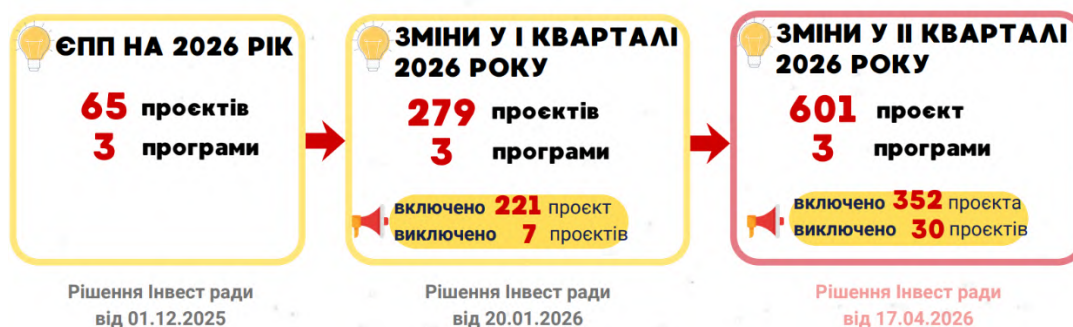 ЄПП НА 2026 РІК
65 проєктів
3 програми
Рішення Інвест ради
від 01.12.2025
ЗМІНИ У І КВАРТАЛІ
2026 РОКУ
279 проєктів
3 програми
включено 221 проєкт
виключено 7 проєктів
Рішення Інвест ради
від 20.01.2026
ЗМІНИ У ІІ КВАРТАЛІ
2026 РОКУ
601 проєкт
3 програми
включено 352 проєкта
виключено 30 проєктів
Рішення Інвест ради
від 17.04.2026